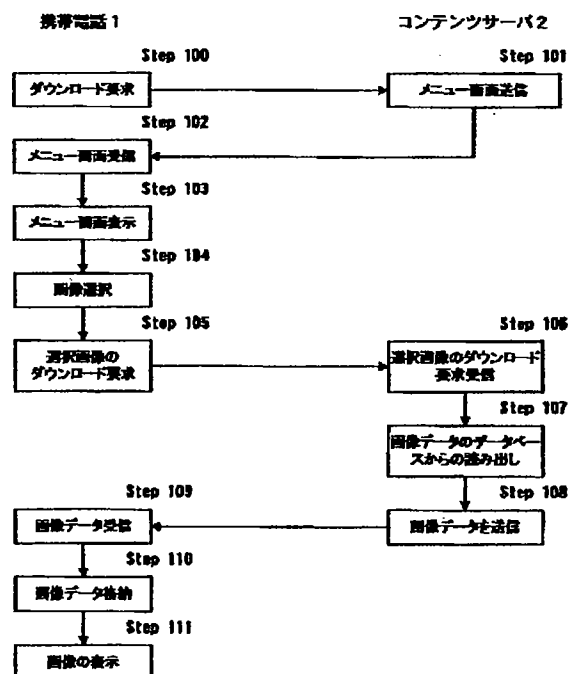 携帯電話1
コンテンツサーバ2
Step 100
Step 101
ダウンロード要求
メニュー画面送信
Step 102
メニュー画面受信
Step 103
メニュー画面表示
Step 104
画像選択
Step 105
Step 106
選択画像の
ダウンロード要求
選択画像のダウンロード
要求受信
Step 107
画像データのデータベー
スからの読み出し
Step 109
Step 108
画像データ受信
画像データを送信
Step 110
画像データ格納
Step 111
画像の表示